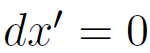 dx′ = 0